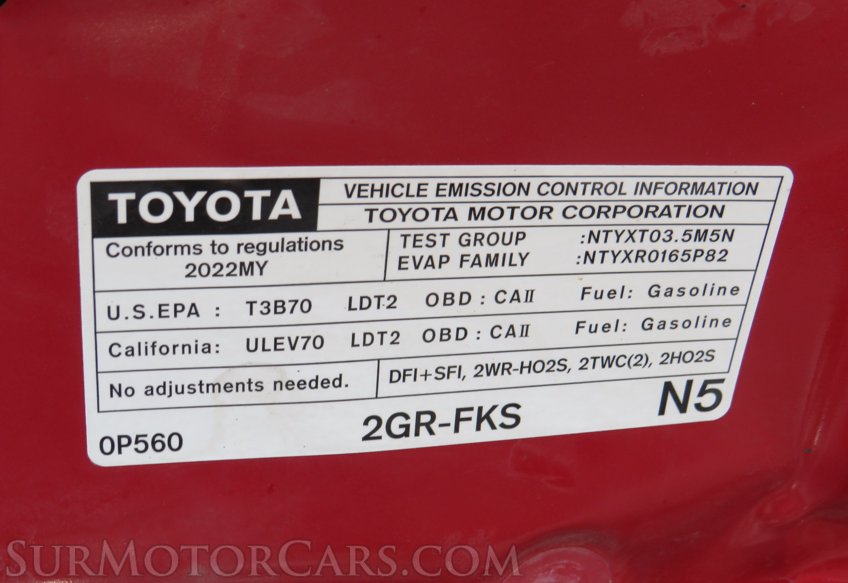 TOYOTA
VEHICLE EMISSION CONTROL INFORMATION
TOYOTA MOTOR CORPORATION
Conforms to regulations
2022MY
TEST GROUP :NTYXT03.5M5N
EVAP FAMILY :NTYXR0165P82
U.S.EPA : T3B70 LDT2 OBD : CAII Fuel: Gasoline
California: ULEV70 LDT2 OBD : CAII Fuel: Gasoline
No adjustments needed.
DFI+SFI, 2WR-HO2S, 2TWC(2), 2HO2S
0P560
2GR-FKS
N5
SURMOTORCARS.COM